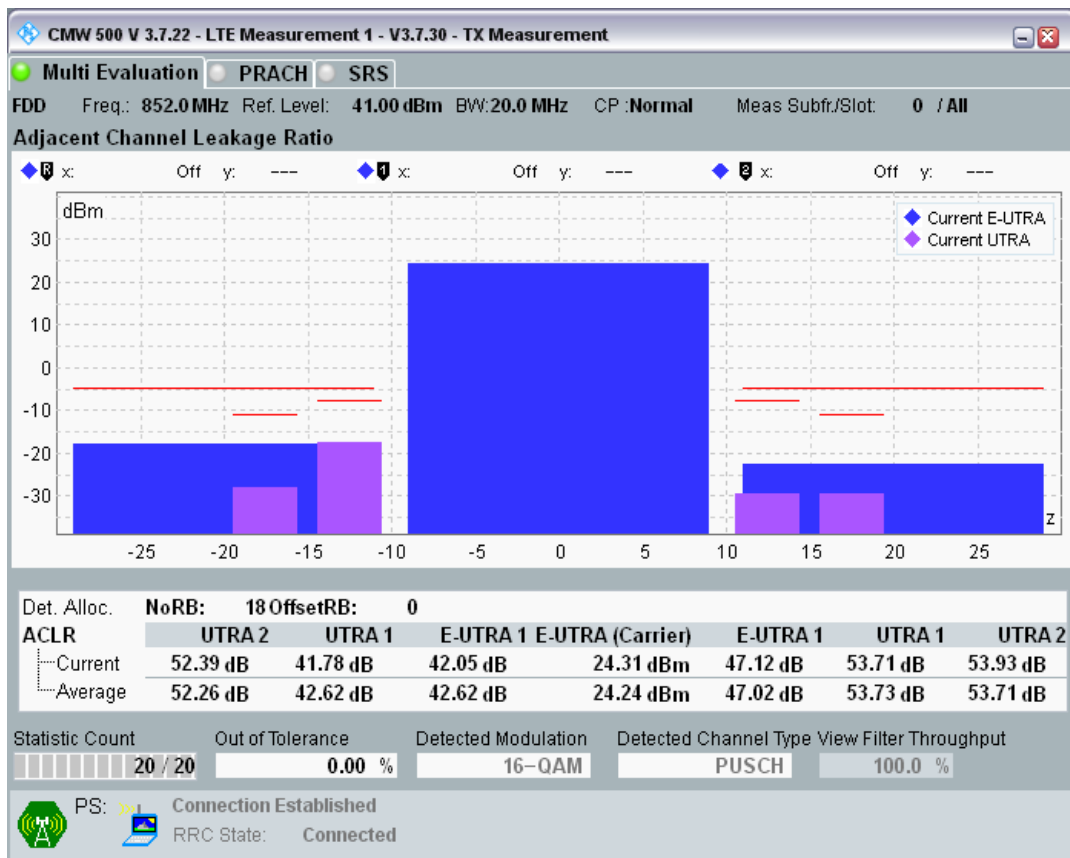 CMW 500 V 3.7.22 - LTE Measurement 1 - V3.7.30 - TX Measurement
Multi Evaluation PRACH SRS
FDD Freq.: 852.0 MHz Ref. Level: 41.00 dBm BW:20.0 MHz CP :Normal Meas Subfr./Slot: 0 / All
Adjacent Channel Leakage Ratio
R x: Off y: --- 1 x: Off y: --- 2 x: Off y: ---
dBm
Current E-UTRA
Current UTRA
30
20
10
0
-10
-20
-30
z
-25 -20 -15 -10 -5 0 5 10 15 20 25
Det. Alloc. NoRB: 18 OffsetRB: 0
ACLR UTRA 2 UTRA 1 E-UTRA 1 E-UTRA (Carrier) E-UTRA 1 UTRA 1 UTRA 2
Current 52.39 dB 41.78 dB 42.05 dB 24.31 dBm 47.12 dB 53.71 dB 53.93 dB
Average 52.26 dB 42.62 dB 42.62 dB 24.24 dBm 47.02 dB 53.73 dB 53.71 dB
Statistic Count Out of Tolerance Detected Modulation Detected Channel Type View Filter Throughput
20 / 20 0.00 % 16-QAM PUSCH 100.0 %
PS: Connection Established
RRC State: Connected